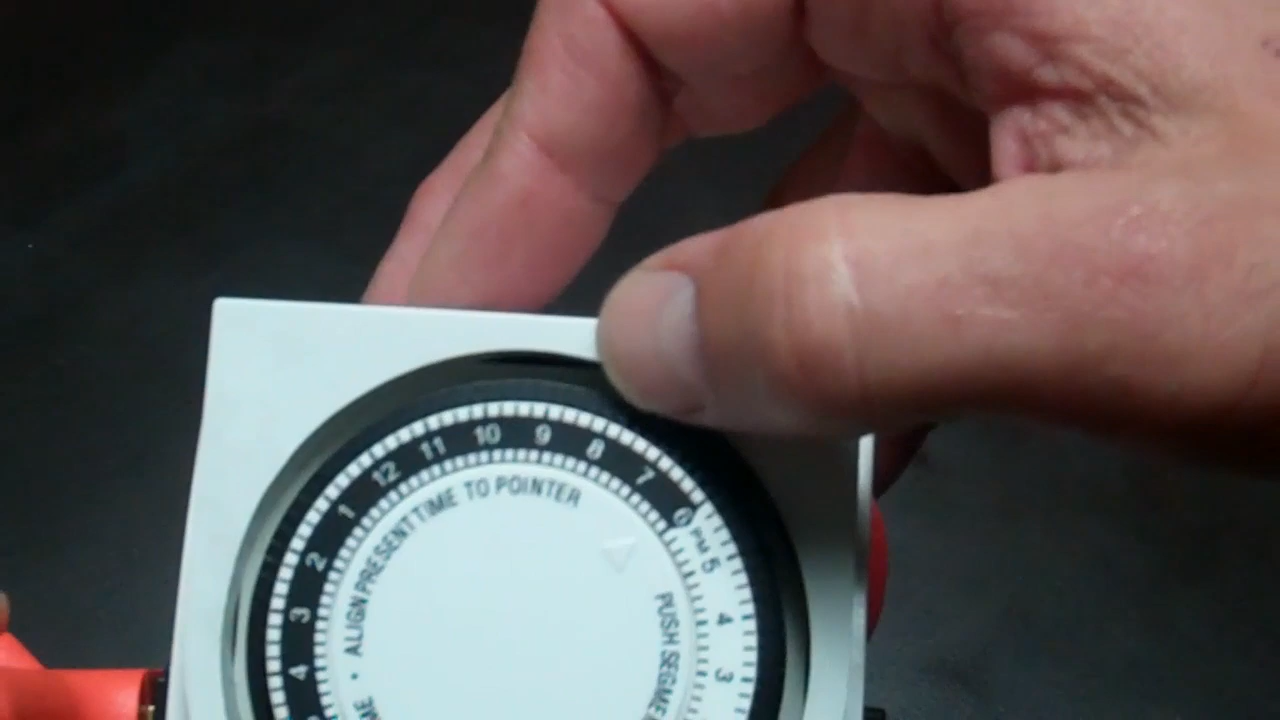 4 3 2 1 12 11 10 9 8 7 6 PM 5 4 3
ALIGN PRESENT TIME TO POINTER
PUSH